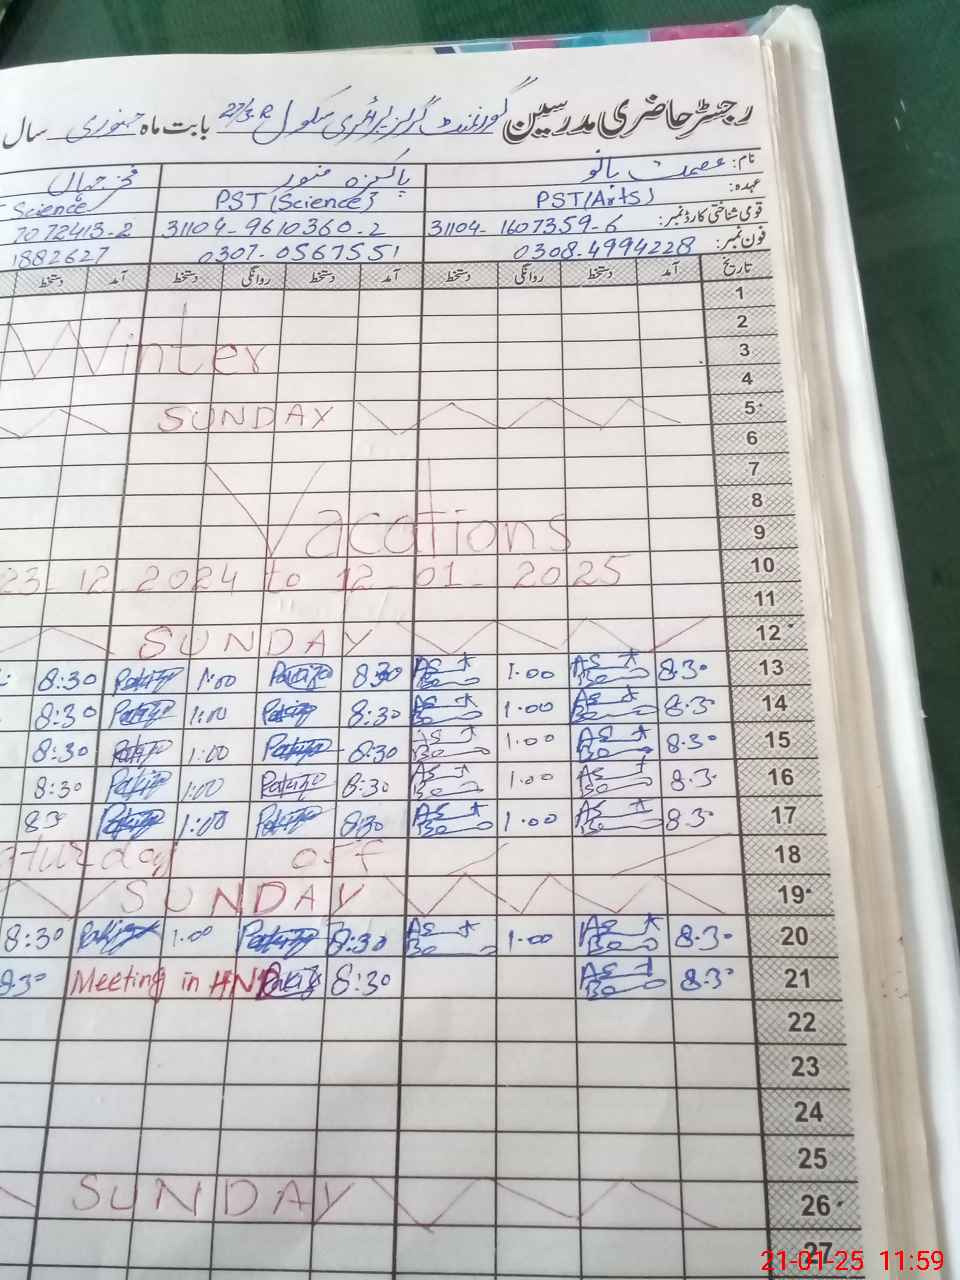 رجسٹر حاضری مدرسین گورنمنٹ گرلز پرائمری سکول 27/3-R بابت ماہ جنوری سال
نام: عصمت بانو پاکیزہ منور
عہدہ: PST(Arts) PST(Science) Science)
قومی شناختی کارڈ نمبر: 31104-1607359-6 31104-9610360-2 7072413-2
فون نمبر: 0308-4994228 0307-0567551 1882627
تاریخ آمد دستخط روانگی دستخط آمد دستخط روانگی دستخط آمد دستخط
1
2
3 Winter
4
5 SUNDAY
6
7
8
9 Vacations
10 23-12 2024 to 12-01-2025
11
12 SUNDAY
13 8.30 1.00 8:30 1:00 8:30
14 8.30 1.00 8:30 1:00 8:30
15 8.30 1.00 8:30 1:00 8:30
16 8.30 1.00 8:30 1:00 8:30
17 8.30 1.00 8:30 1:00 8:30
18 aturday off
19 SUNDAY
20 8.30 1.00 8:30 1.00 8:30
21 8.30 8:30 Meeting in HND 8:30
22
23
24
25
26 SUNDAY
27
21-01-25 11:59